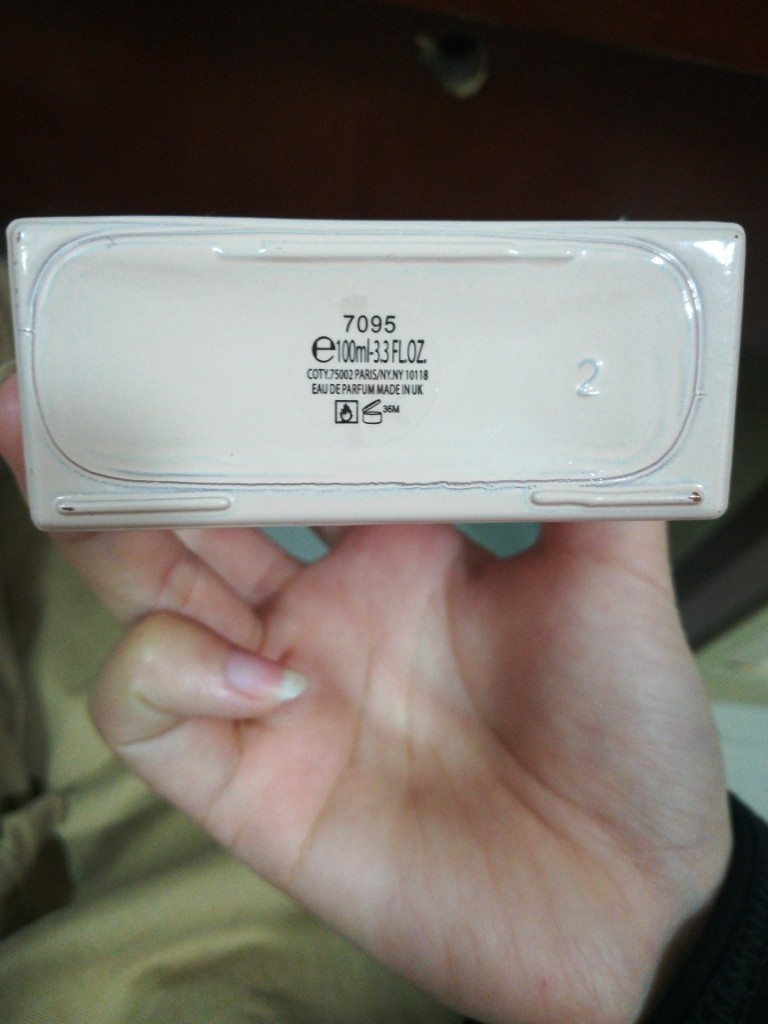 7095
℮100ml-3.3 FL.OZ.
COTY.75002 PARIS/NY.NY 10118
EAU DE PARFUM MADE IN UK
36M
2